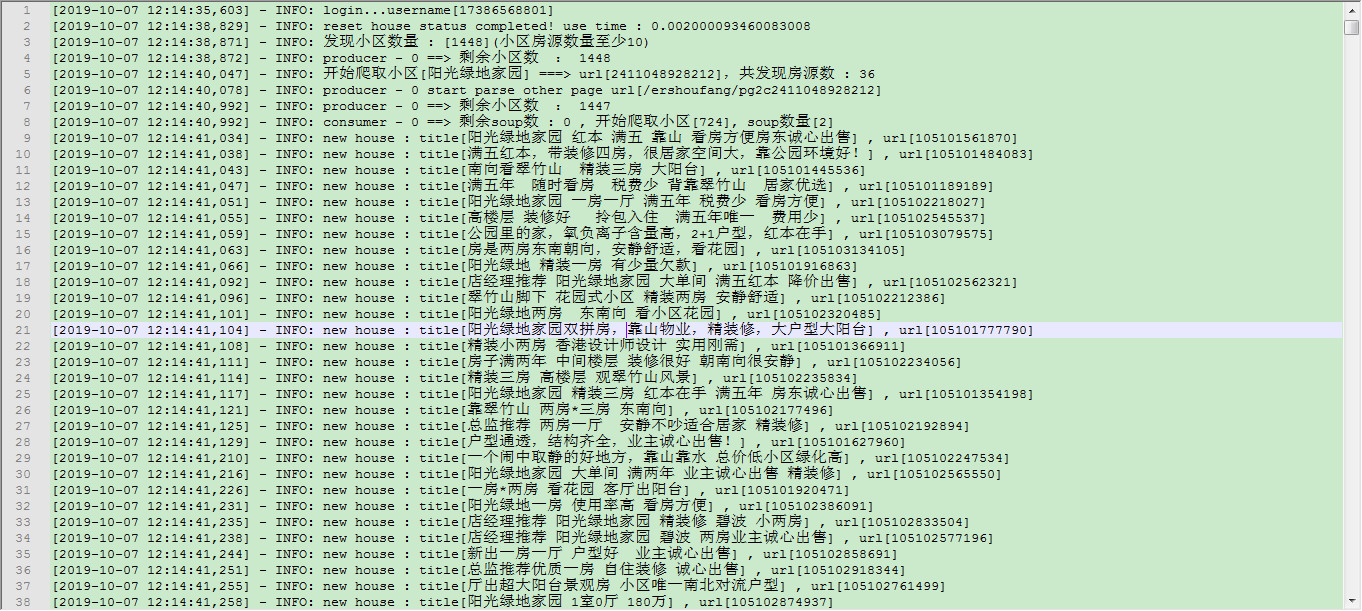 1 [2019-10-07 12:14:35,603] - INFO: login...username[17386568801]
2 [2019-10-07 12:14:38,829] - INFO: reset house status completed! use time : 0.002000093460083008
3 [2019-10-07 12:14:38,871] - INFO: 发现小区数量 : [1448](小区房源数量至少10)
4 [2019-10-07 12:14:38,872] - INFO: producer - 0 ==> 剩余小区数 : 1448
5 [2019-10-07 12:14:40,047] - INFO: 开始爬取小区[阳光绿地家园] ===> url[2411048928212], 共发现房源数 : 36
6 [2019-10-07 12:14:40,078] - INFO: producer - 0 start parse other page url[/ershoufang/pg2c2411048928212]
7 [2019-10-07 12:14:40,992] - INFO: producer - 0 ==> 剩余小区数 : 1447
8 [2019-10-07 12:14:40,992] - INFO: consumer - 0 ==> 剩余soup数 : 0 , 开始爬取小区[724], soup数量[2]
9 [2019-10-07 12:14:41,034] - INFO: new house : title[阳光绿地家园 红本 满五 靠山 看房方便房东诚心出售] , url[105101561870]
10 [2019-10-07 12:14:41,038] - INFO: new house : title[满五红本，带装修四房，很居家空间大，靠公园环境好！] , url[105101484083]
11 [2019-10-07 12:14:41,043] - INFO: new house : title[南向看翠竹山 精装三房 大阳台] , url[105101445536]
12 [2019-10-07 12:14:41,047] - INFO: new house : title[满五年 随时看房 税费少 背靠翠竹山 居家优选] , url[105101189189]
13 [2019-10-07 12:14:41,051] - INFO: new house : title[阳光绿地家园 一房一厅 满五年 税费少 看房方便] , url[105102218027]
14 [2019-10-07 12:14:41,055] - INFO: new house : title[高楼层 装修好 拎包入住 满五年唯一 费用少] , url[105102545537]
15 [2019-10-07 12:14:41,059] - INFO: new house : title[公园里的家，氧负离子含量高，2+1户型，红本在手] , url[105103079575]
16 [2019-10-07 12:14:41,063] - INFO: new house : title[房是两房东南朝向，安静舒适，看花园] , url[105103134105]
17 [2019-10-07 12:14:41,066] - INFO: new house : title[阳光绿地 精装一房 有少量欠款] , url[105101916863]
18 [2019-10-07 12:14:41,092] - INFO: new house : title[店经理推荐 阳光绿地家园 大单间 满五红本 降价出售] , url[105102562321]
19 [2019-10-07 12:14:41,096] - INFO: new house : title[翠竹山脚下 花园式小区 精装两房 安静舒适] , url[105102212386]
20 [2019-10-07 12:14:41,101] - INFO: new house : title[阳光绿地两房 东南向 看小区花园] , url[105102320485]
21 [2019-10-07 12:14:41,104] - INFO: new house : title[阳光绿地家园双拼房，靠山物业，精装修，大户型大阳台] , url[105101777790]
22 [2019-10-07 12:14:41,108] - INFO: new house : title[精装小两房 香港设计师设计 实用刚需] , url[105101366911]
23 [2019-10-07 12:14:41,111] - INFO: new house : title[房子满两年 中间楼层 装修很好 朝南向很安静] , url[105102234056]
24 [2019-10-07 12:14:41,114] - INFO: new house : title[精装三房 高楼层 观翠竹山风景] , url[105102235834]
25 [2019-10-07 12:14:41,117] - INFO: new house : title[阳光绿地家园 精装三房 红本在手 满五年 房东诚心出售] , url[105101354198]
26 [2019-10-07 12:14:41,121] - INFO: new house : title[靠翠竹山 两房*三房 东南向] , url[105102177496]
27 [2019-10-07 12:14:41,125] - INFO: new house : title[总监推荐 两房一厅 安静不吵适合居家 精装修] , url[105102192894]
28 [2019-10-07 12:14:41,129] - INFO: new house : title[户型通透，结构齐全，业主诚心出售！] , url[105101627960]
29 [2019-10-07 12:14:41,210] - INFO: new house : title[一个闹中取静的好地方，靠山靠水 总价低小区绿化高] , url[105102247534]
30 [2019-10-07 12:14:41,216] - INFO: new house : title[阳光绿地家园 大单间 满两年 业主诚心出售 精装修] , url[105102565550]
31 [2019-10-07 12:14:41,226] - INFO: new house : title[一房*两房 看花园 客厅出阳台] , url[105101920471]
32 [2019-10-07 12:14:41,231] - INFO: new house : title[阳光绿地一房 使用率高 看房方便] , url[105102386091]
33 [2019-10-07 12:14:41,235] - INFO: new house : title[店经理推荐 阳光绿地家园 精装修 碧波 小两房] , url[105102833504]
34 [2019-10-07 12:14:41,238] - INFO: new house : title[店经理推荐 阳光绿地家园 碧波 两房业主诚心出售] , url[105102577196]
35 [2019-10-07 12:14:41,244] - INFO: new house : title[新出一房一厅 户型好 业主诚心出售] , url[105102858691]
36 [2019-10-07 12:14:41,251] - INFO: new house : title[总监推荐优质一房 自住装修 诚心出售] , url[105102918344]
37 [2019-10-07 12:14:41,255] - INFO: new house : title[厅出超大阳台景观房 小区唯一南北对流户型] , url[105102761499]
38 [2019-10-07 12:14:41,258] - INFO: new house : title[阳光绿地家园 1室0厅 180万] , url[105102874937]